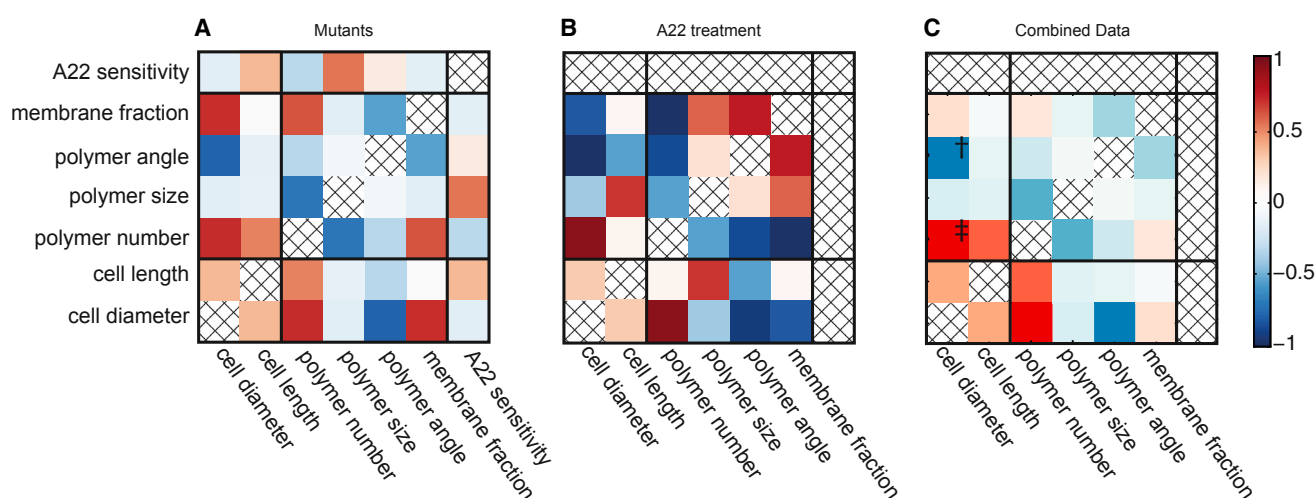 A
Mutants
B
A22 treatment
C
Combined Data
A22 sensitivity
membrane fraction
polymer angle
polymer size
polymer number
cell length
cell diameter
cell diameter
cell length
polymer number
polymer size
polymer angle
membrane fraction
A22 sensitivity
cell diameter
cell length
polymer number
polymer size
polymer angle
membrane fraction
†
‡
cell diameter
cell length
polymer number
polymer size
polymer angle
membrane fraction
1
0.5
0
−0.5
−1